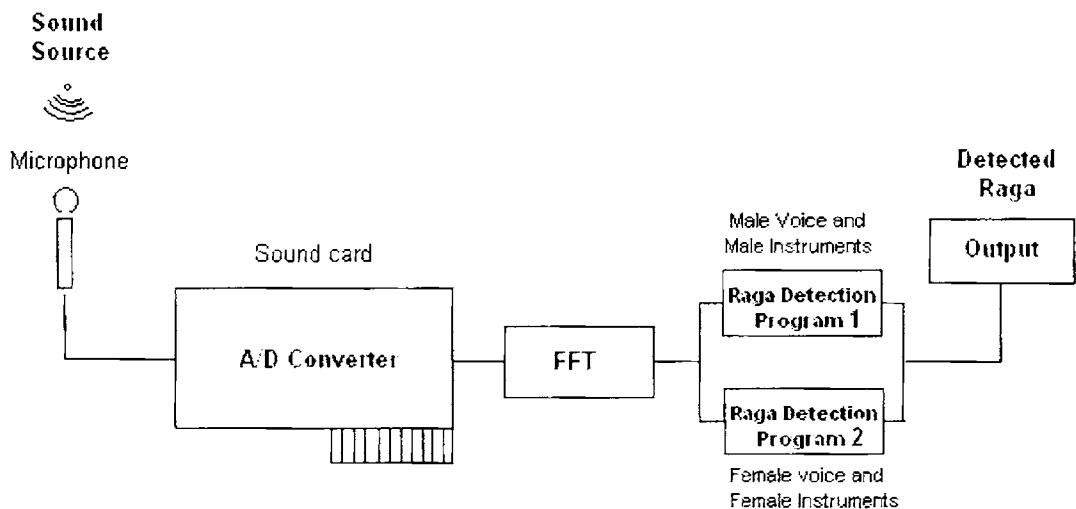 Sound
Source
Microphone
Sound card
A/D Converter
FFT
Male Voice and
Male Instruments
Raga Detection
Program 1
Raga Detection
Program 2
Female voice and
Female Instruments
Detected
Raga
Output